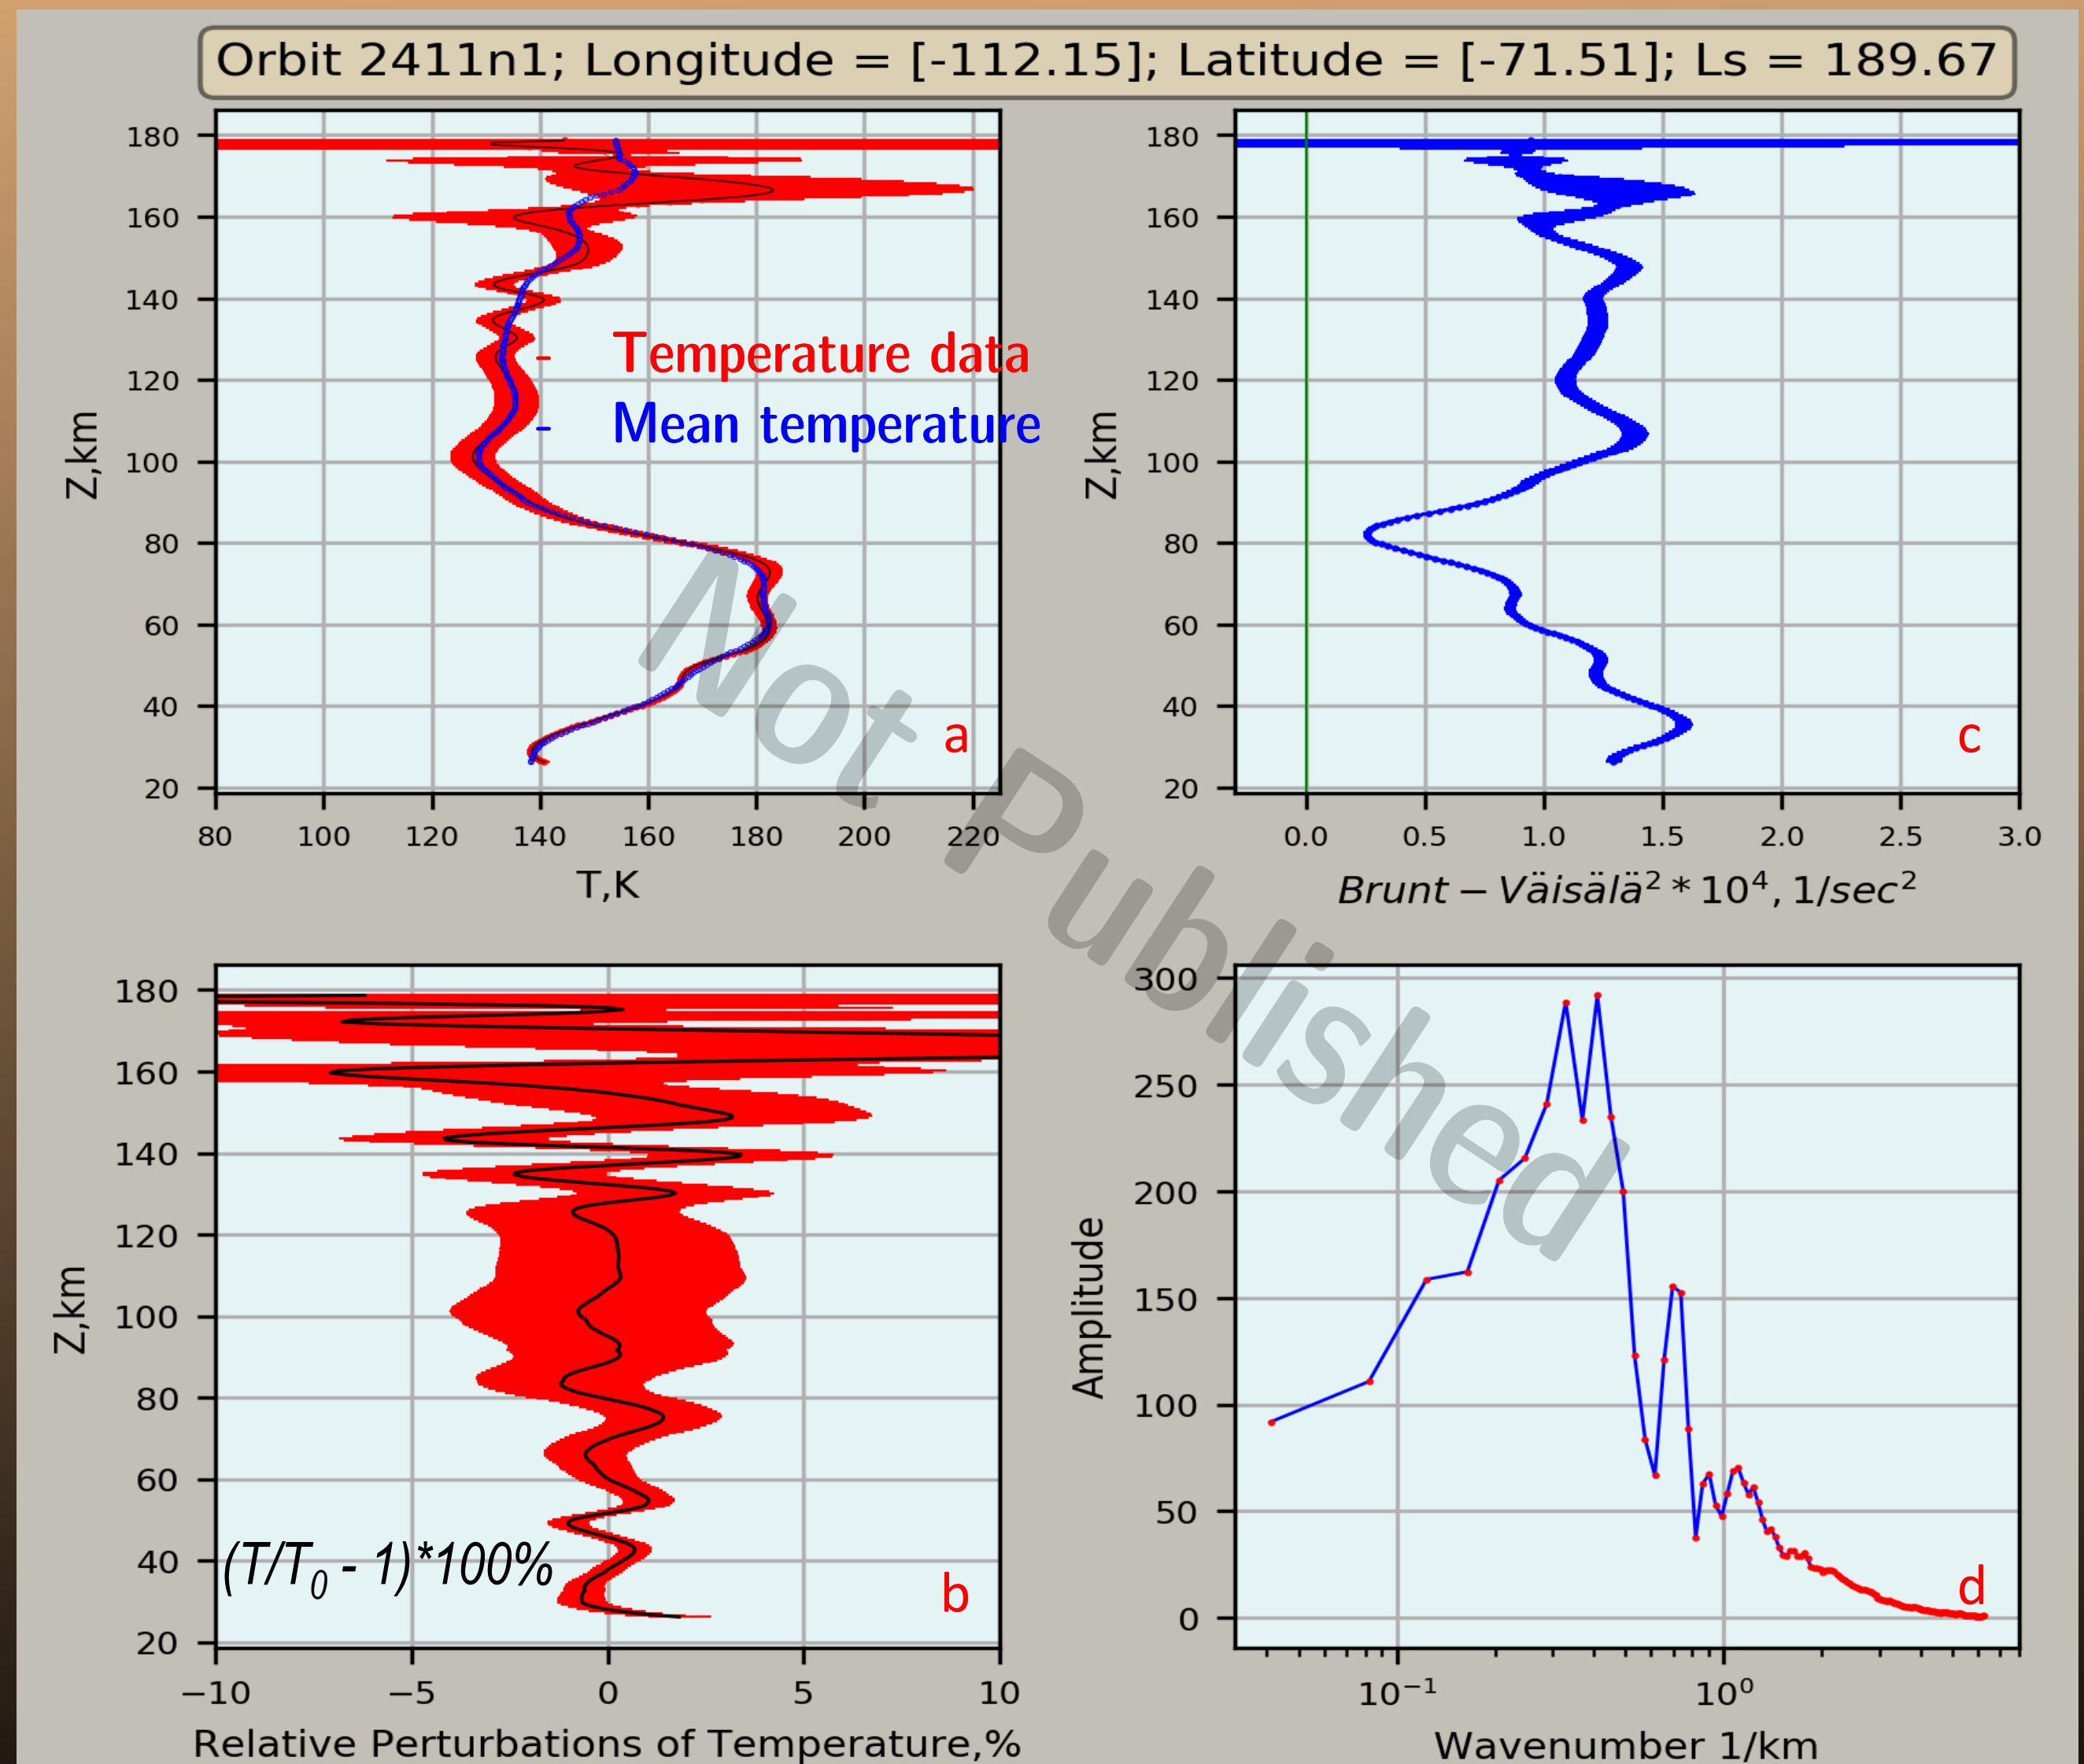 Orbit 2411n1; Longitude = [-112.15]; Latitude = [-71.51]; Ls = 189.67
180
160
140
120
100
80
60
40
20
Z,km
- Temperature data
- Mean temperature
a
80 100 120 140 160 180 200 220
T,K
180
160
140
120
100
80
60
40
20
Z,km
c
0.0 0.5 1.0 1.5 2.0 2.5 3.0
Brunt − Väisälä² * 10⁴, 1/sec²
Not Published
180
160
140
120
100
80
60
40
20
Z,km
(T/T₀ - 1)*100%
b
−10 −5 0 5 10
Relative Perturbations of Temperature,%
300
250
200
150
100
50
0
Amplitude
d
10⁻¹ 10⁰
Wavenumber 1/km